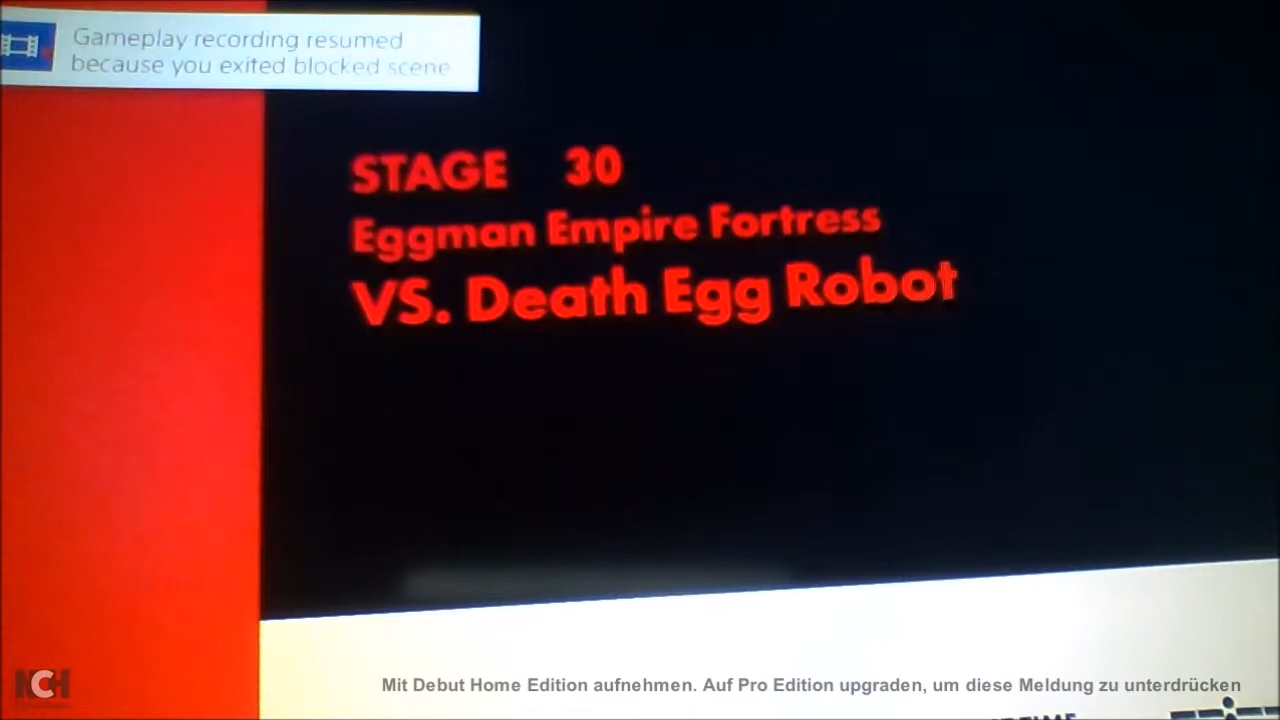 Gameplay recording resumed
because you exited blocked scene
STAGE 30
Eggman Empire Fortress
VS. Death Egg Robot
NCH
Mit Debut Home Edition aufnehmen. Auf Pro Edition upgraden, um diese Meldung zu unterdrücken